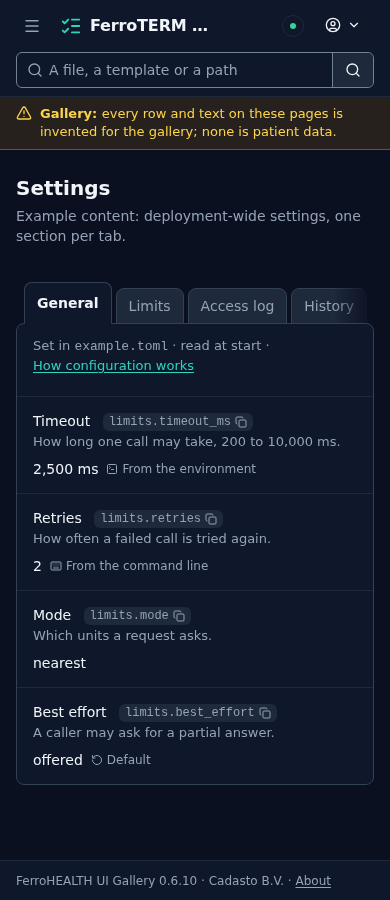 FerroTERM ...
A file, a template or a path
Gallery: every row and text on these pages is
invented for the gallery; none is patient data.
Settings
Example content: deployment-wide settings, one
section per tab.
General
Limits
Access log
History
Set in example.toml · read at start ·
How configuration works
Timeout limits.timeout_ms
How long one call may take, 200 to 10,000 ms.
2,500 ms From the environment
Retries limits.retries
How often a failed call is tried again.
2 From the command line
Mode limits.mode
Which units a request asks.
nearest
Best effort limits.best_effort
A caller may ask for a partial answer.
offered Default
FerroHEALTH UI Gallery 0.6.10 · Cadasto B.V. · About